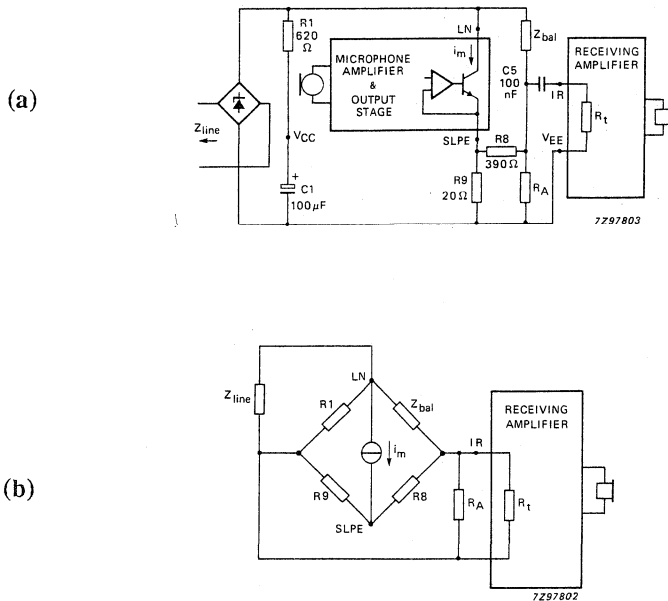 (a)
R1
620
Ω
LN
i_m
Z_bal
MICROPHONE
AMPLIFIER
&
OUTPUT
STAGE
RECEIVING
AMPLIFIER
C5
100
nF
IR
R_t
Z_line
V_CC
SLPE
R8
390Ω
V_EE
+
C1
100μF
R9
20Ω
R_A
7Z97803
(b)
LN
Z_line
R1
Z_bal
RECEIVING
AMPLIFIER
i_m
IR
R9
R8
R_A
R_t
SLPE
7Z97802